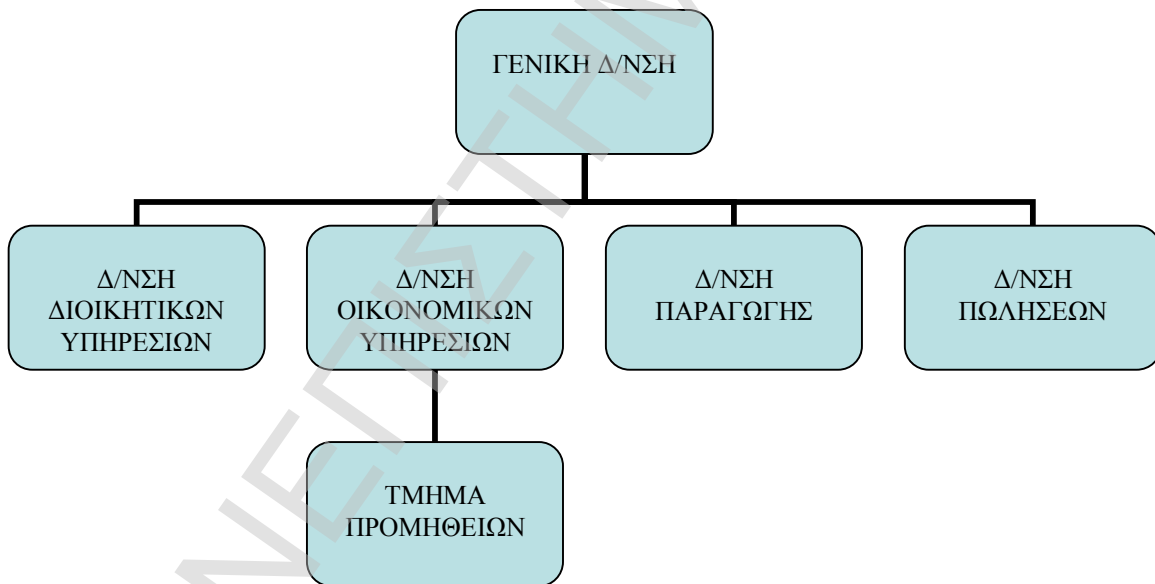 ΓΕΝΙΚΗ Δ/ΝΣΗ
Δ/ΝΣΗ
ΔΙΟΙΚΗΤΙΚΩΝ
ΥΠΗΡΕΣΙΩΝ
Δ/ΝΣΗ
ΟΙΚΟΝΟΜΙΚΩΝ
ΥΠΗΡΕΣΙΩΝ
Δ/ΝΣΗ
ΠΑΡΑΓΩΓΗΣ
Δ/ΝΣΗ
ΠΩΛΗΣΕΩΝ
ΤΜΗΜΑ
ΠΡΟΜΗΘΕΙΩΝ